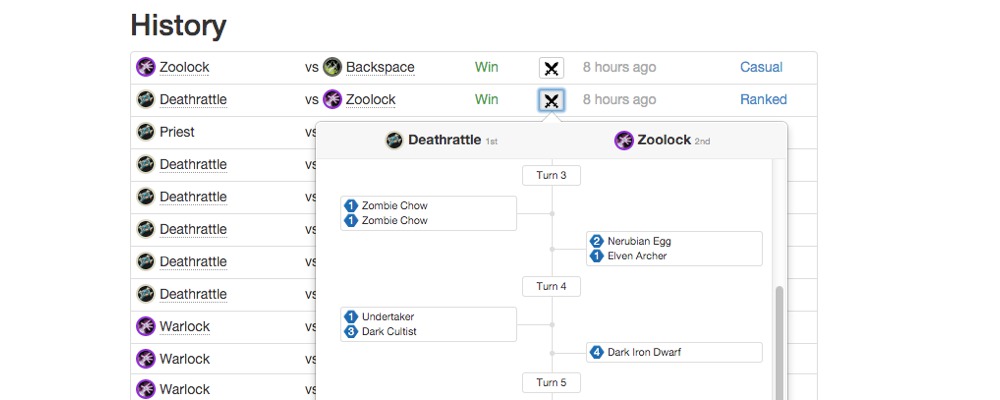 History
Zoolock vs Backspace Win 8 hours ago Casual
Deathrattle vs Zoolock Win 8 hours ago Ranked
Priest vs
Deathrattle vs
Deathrattle vs
Deathrattle vs
Deathrattle vs
Deathrattle vs
Warlock vs
Warlock vs
Warlock vs
Deathrattle 1st Zoolock 2nd
Turn 3
1 Zombie Chow
1 Zombie Chow
2 Nerubian Egg
1 Elven Archer
Turn 4
1 Undertaker
3 Dark Cultist
4 Dark Iron Dwarf
Turn 5